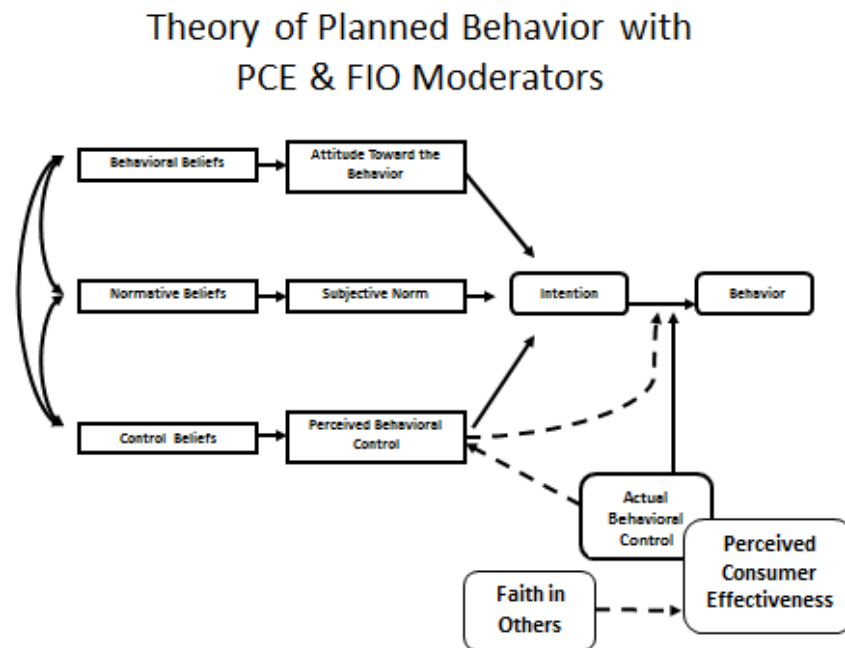 Theory of Planned Behavior with
PCE & FIO Moderators
Behavioral Beliefs
Attitude Toward the
Behavior
Normative Beliefs
Subjective Norm
Intention
Behavior
Control Beliefs
Perceived Behavioral
Control
Actual
Behavioral
Control
Perceived
Consumer
Effectiveness
Faith in
Others